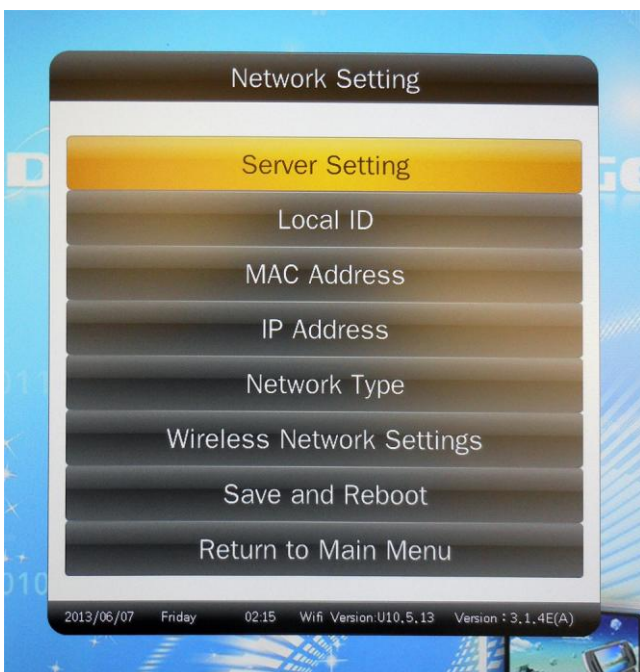 Network Setting
Server Setting
Local ID
MAC Address
IP Address
Network Type
Wireless Network Settings
Save and Reboot
Return to Main Menu
2013/06/07 Friday 02:15 Wifi Version:U10.5.13 Version : 3.1.4E(A)